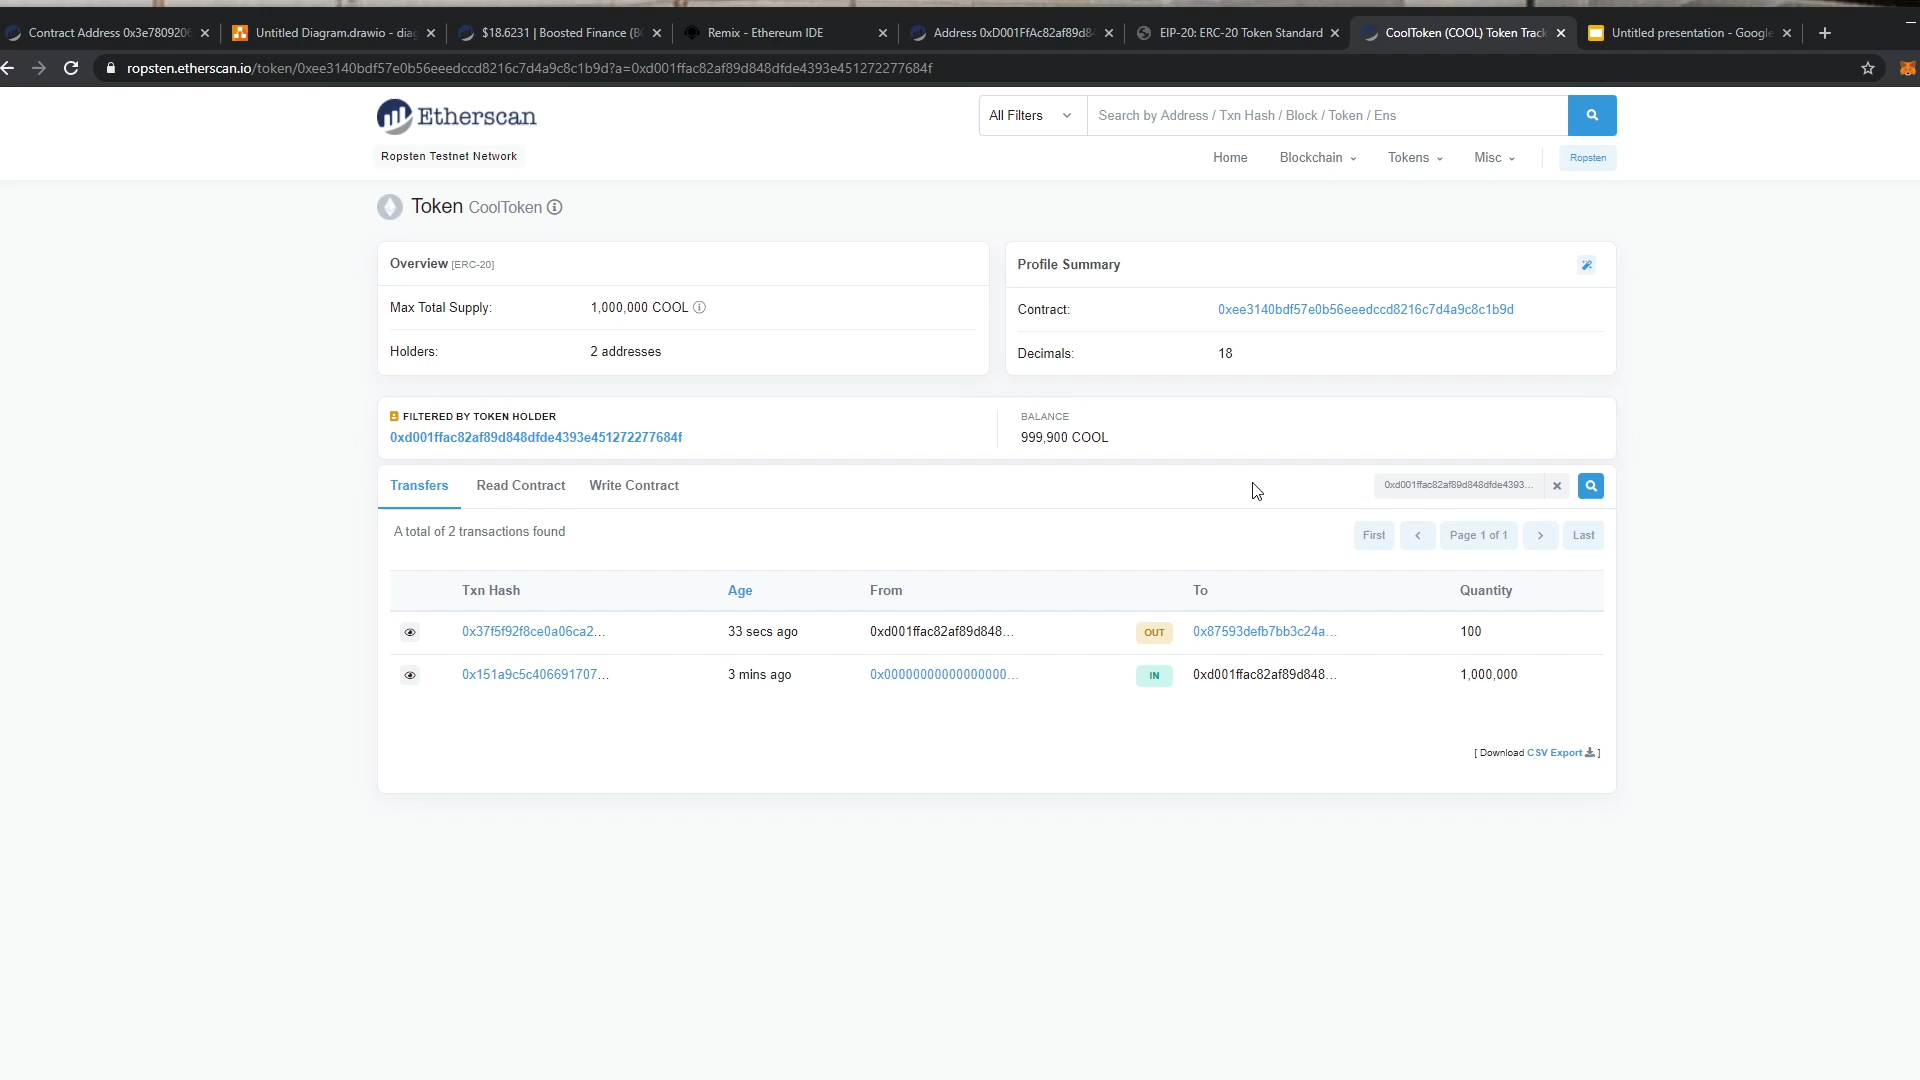 Contract Address 0x3e780920
Untitled Diagram.drawio - diag
$18.6231 | Boosted Finance (B
Remix - Ethereum IDE
Address 0xD001FfAc82af89d84
EIP-20: ERC-20 Token Standard
CoolToken (COOL) Token Track
Untitled presentation - Google
ropsten.etherscan.io/token/0xee3140bdf57e0b56eeedccd8216c7d4a9c8c1b9d?a=0xd001ffac82af89d848dfde4393e451272277684f
Etherscan
All Filters
Search by Address / Txn Hash / Block / Token / Ens
Ropsten Testnet Network
Home
Blockchain
Tokens
Misc
Ropsten
Token CoolToken
Overview [ERC-20]
Profile Summary
Max Total Supply:
1,000,000 COOL
Contract:
0xee3140bdf57e0b56eeedccd8216c7d4a9c8c1b9d
Holders:
2 addresses
Decimals:
18
FILTERED BY TOKEN HOLDER
BALANCE
0xd001ffac82af89d848dfde4393e451272277684f
999,900 COOL
Transfers
Read Contract
Write Contract
0xd001ffac82af89d848dfde4393...
A total of 2 transactions found
First
Page 1 of 1
Last
Txn Hash
Age
From
To
Quantity
0x37f5f92f8ce0a06ca2...
33 secs ago
0xd001ffac82af89d848...
OUT
0x87593defb7bb3c24a...
100
0x151a9c5c406691707...
3 mins ago
0x00000000000000000...
IN
0xd001ffac82af89d848...
1,000,000
[ Download CSV Export ]